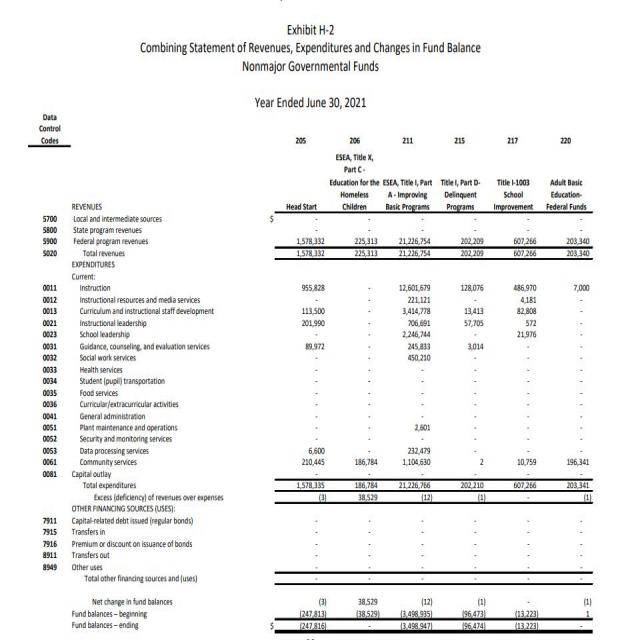 Exhibit H-2
Combining Statement of Revenues, Expenditures and Changes in Fund Balance
Nonmajor Governmental Funds
Year Ended June 30, 2021
Data
Control
Codes 205 206 211 215 217 220
ESEA, Title X,
Part C -
Education for the ESEA, Title I, Part Title I, Part D- Title I-1003 Adult Basic
Homeless A - Improving Delinquent School Education-
REVENUES Head Start Children Basic Programs Programs Improvement Federal Funds
5700 Local and intermediate sources $ - - - - - -
5800 State program revenues - - - - - -
5900 Federal program revenues 1,578,332 225,313 21,226,754 202,209 607,266 203,340
5020 Total revenues 1,578,332 225,313 21,226,754 202,209 607,266 203,340
EXPENDITURES
Current:
0011 Instruction 955,828 - 12,601,679 128,076 486,970 7,000
0012 Instructional resources and media services - - 221,121 - 4,181 -
0013 Curriculum and instructional staff development 113,500 - 3,414,778 13,413 82,808 -
0021 Instructional leadership 201,990 - 706,691 57,705 572 -
0023 School leadership - - 2,246,744 - 21,976 -
0031 Guidance, counseling, and evaluation services 89,972 - 245,833 3,014 - -
0032 Social work services - - 450,210 - - -
0033 Health services - - - - - -
0034 Student (pupil) transportation - - - - - -
0035 Food services - - - - - -
0036 Curricular/extracurricular activities - - - - - -
0041 General administration - - - - - -
0051 Plant maintenance and operations - - 2,601 - - -
0052 Security and monitoring services - - - - - -
0053 Data processing services 6,600 - 232,479 - - -
0061 Community services 210,445 186,784 1,104,630 2 10,759 196,341
0081 Capital outlay - - - - - -
Total expenditures 1,578,335 186,784 21,226,766 202,210 607,266 203,341
Excess (deficiency) of revenues over expenses (3) 38,529 (12) (1) - (1)
OTHER FINANCING SOURCES (USES):
7911 Capital-related debt issued (regular bonds) - - - - - -
7915 Transfers in - - - - - -
7916 Premium or discount on issuance of bonds - - - - - -
8911 Transfers out - - - - - -
8949 Other uses - - - - - -
Total other financing sources and (uses) - - - - - -
Net change in fund balances (3) 38,529 (12) (1) - (1)
Fund balances – beginning (247,813) (38,529) (3,498,935) (96,473) (13,223) 1
Fund balances – ending $ (247,816) - (3,498,947) (96,474) (13,223) -